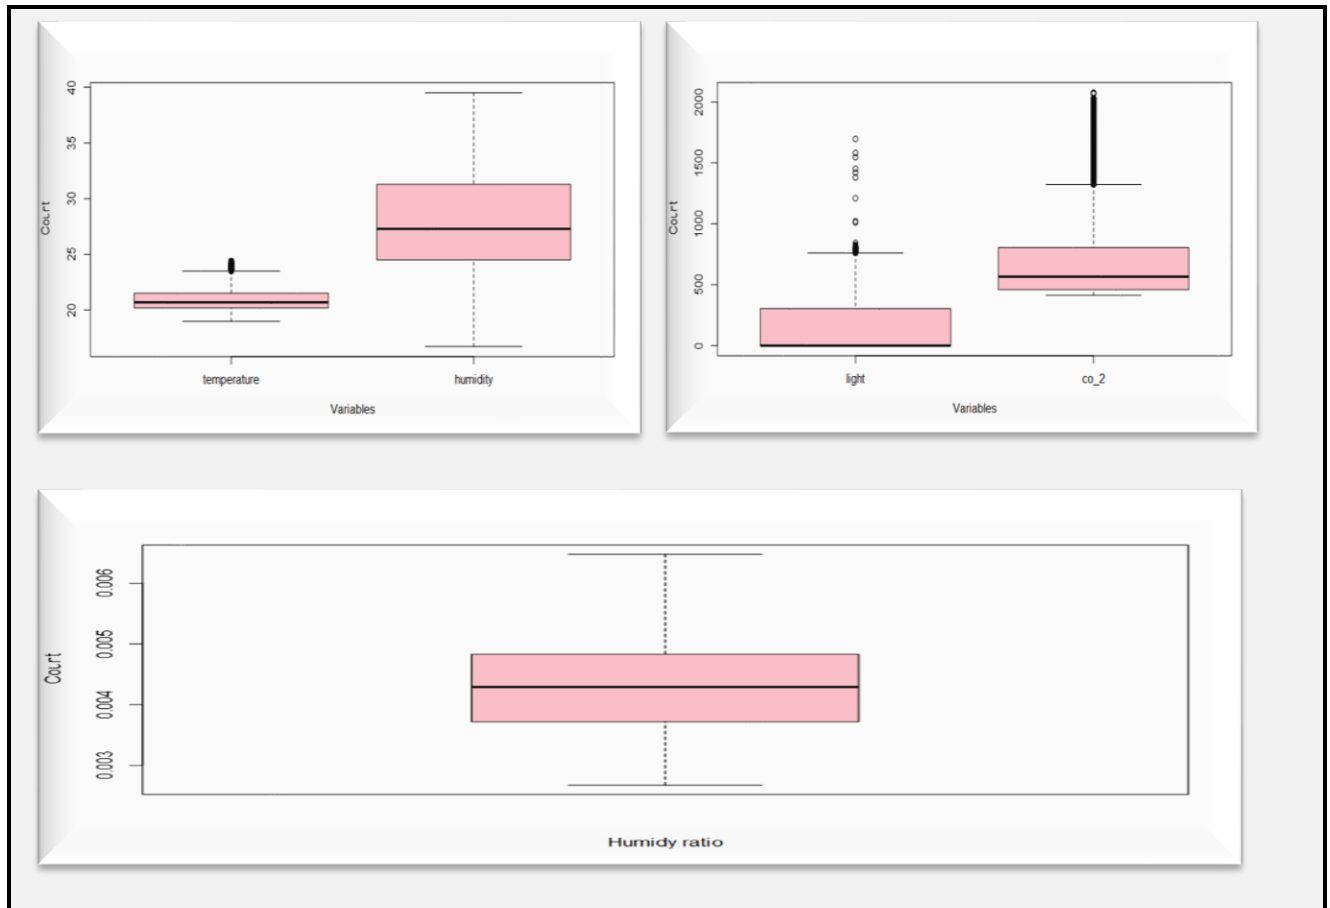 40
35
30
25
20
Count
temperature humidity
Variables
2000
1500
1000
500
0
Count
light co_2
Variables
0.006
0.005
0.004
0.003
Count
Humidy ratio